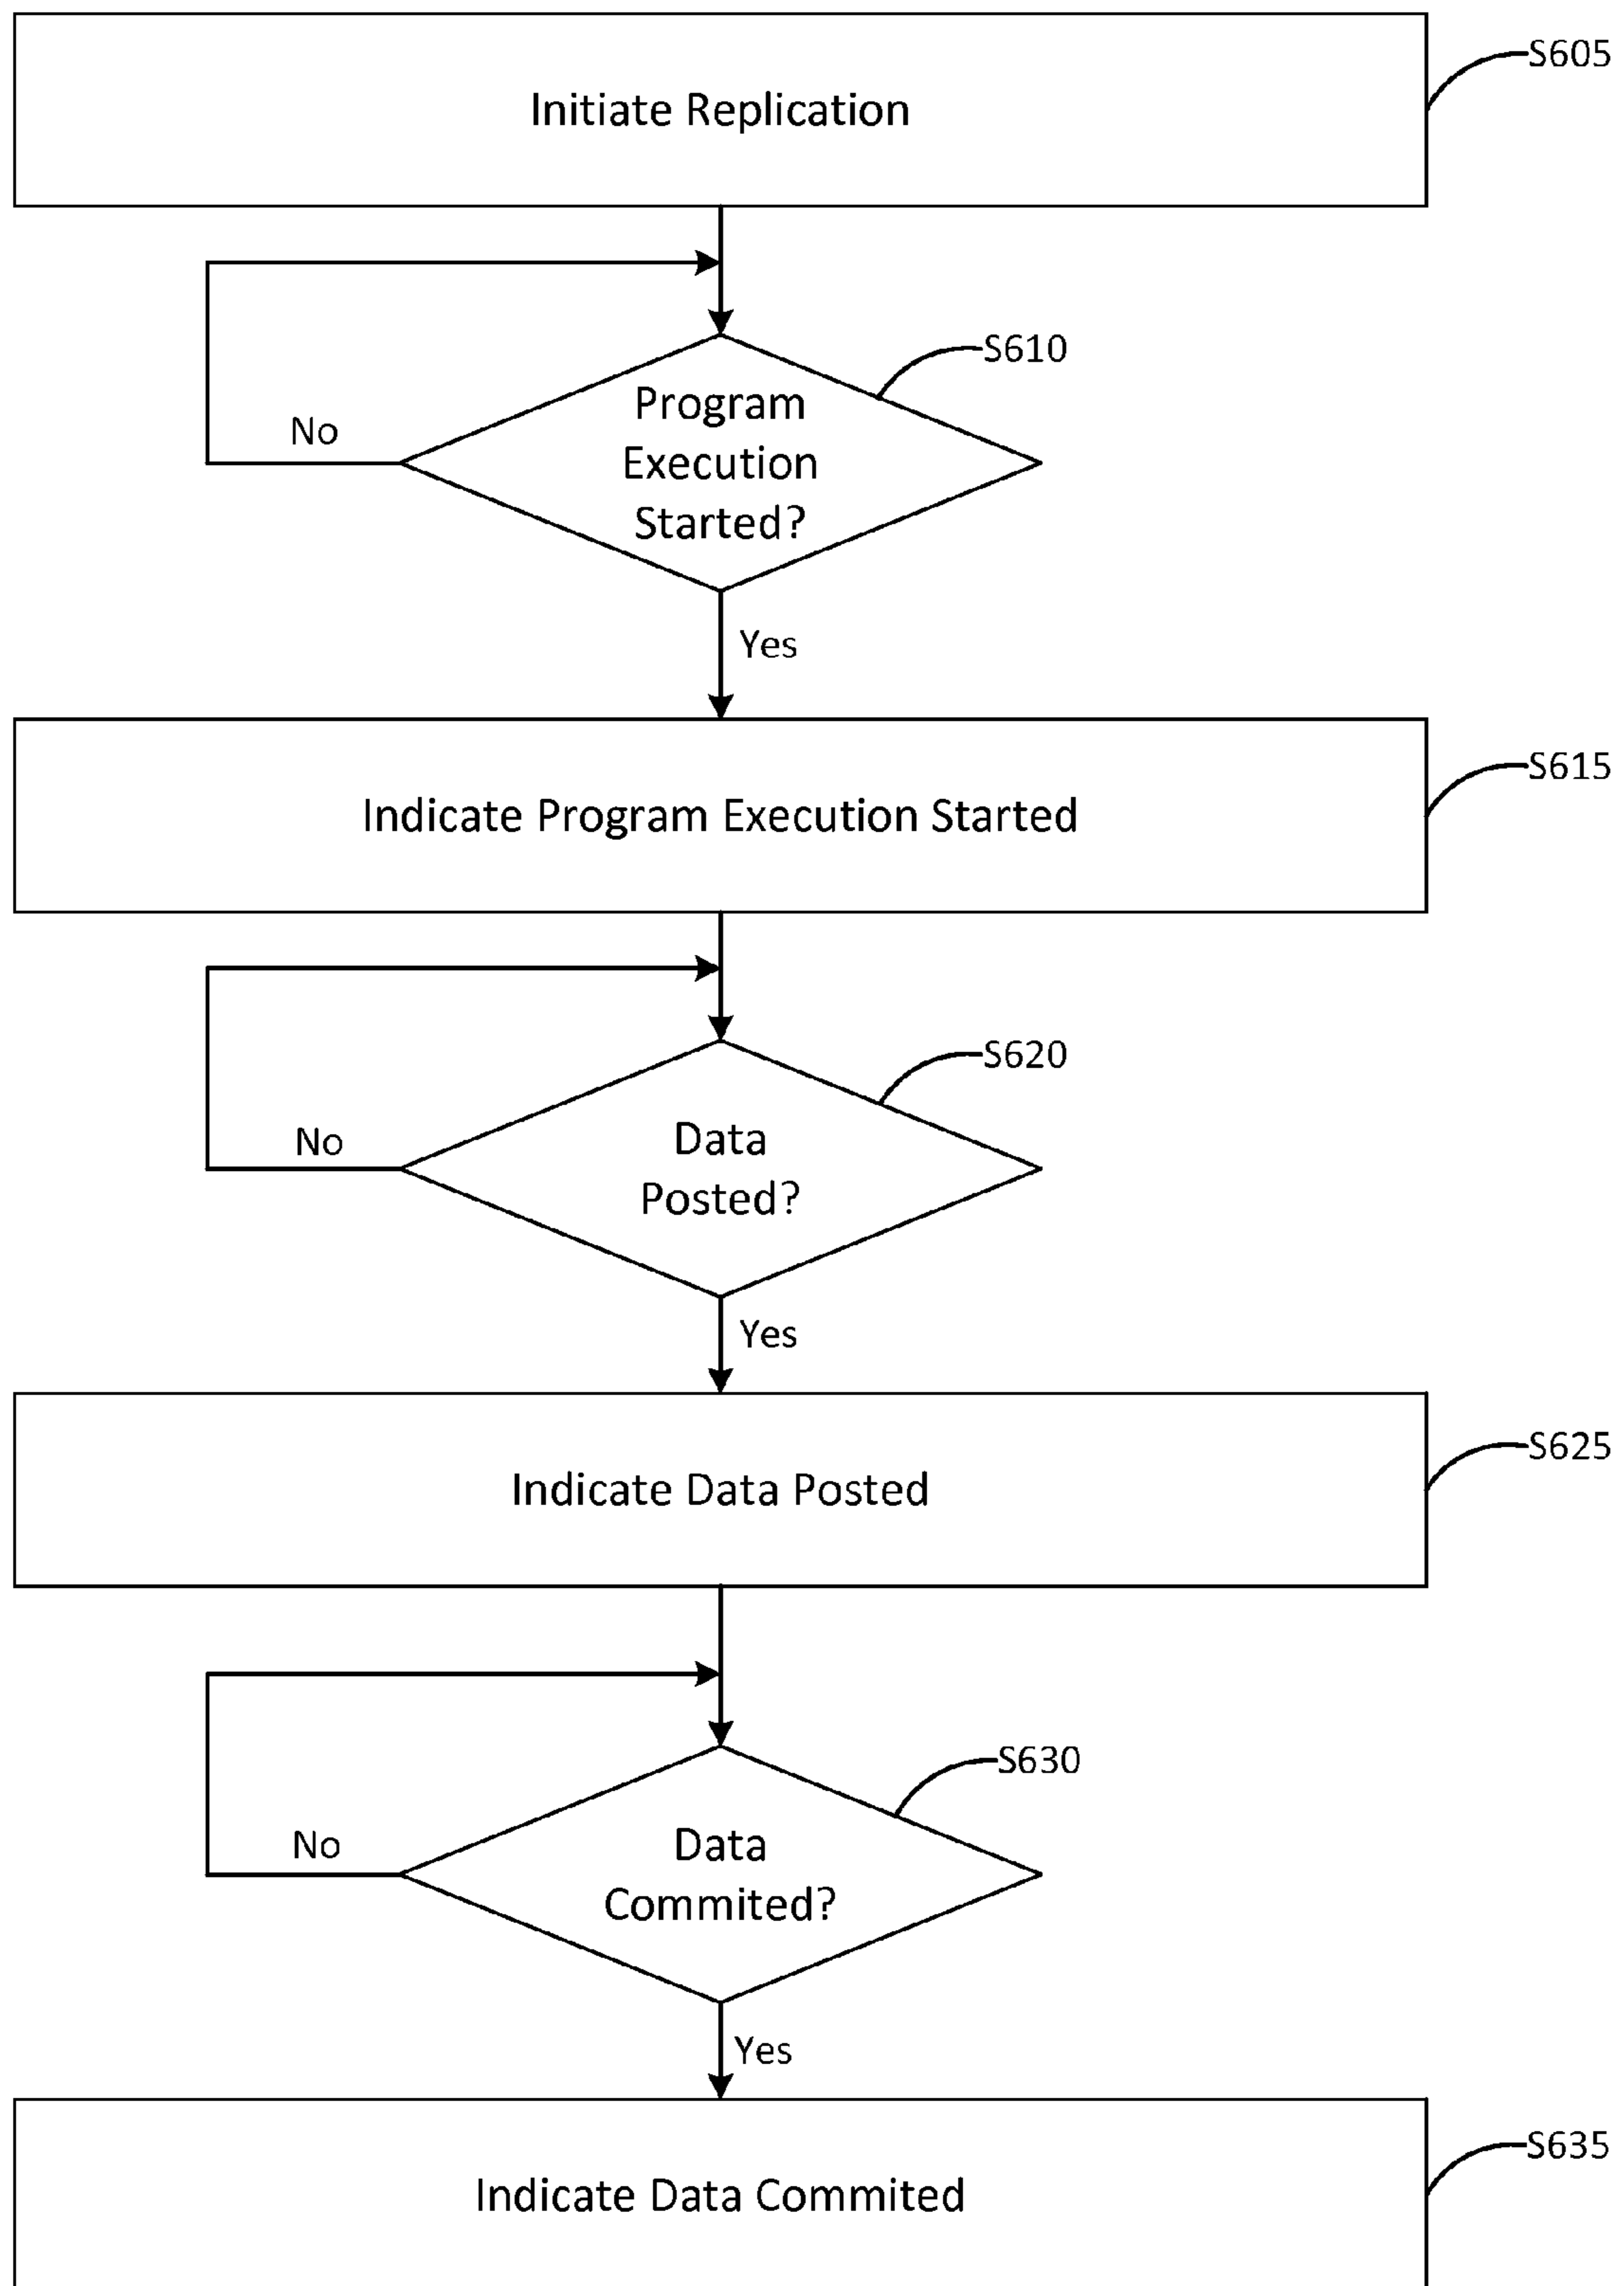 Initiate Replication
S605
S610
Program
Execution
Started?
No
Yes
Indicate Program Execution Started
S615
S620
Data
Posted?
No
Yes
Indicate Data Posted
S625
S630
Data
Commited?
No
Yes
Indicate Data Commited
S635